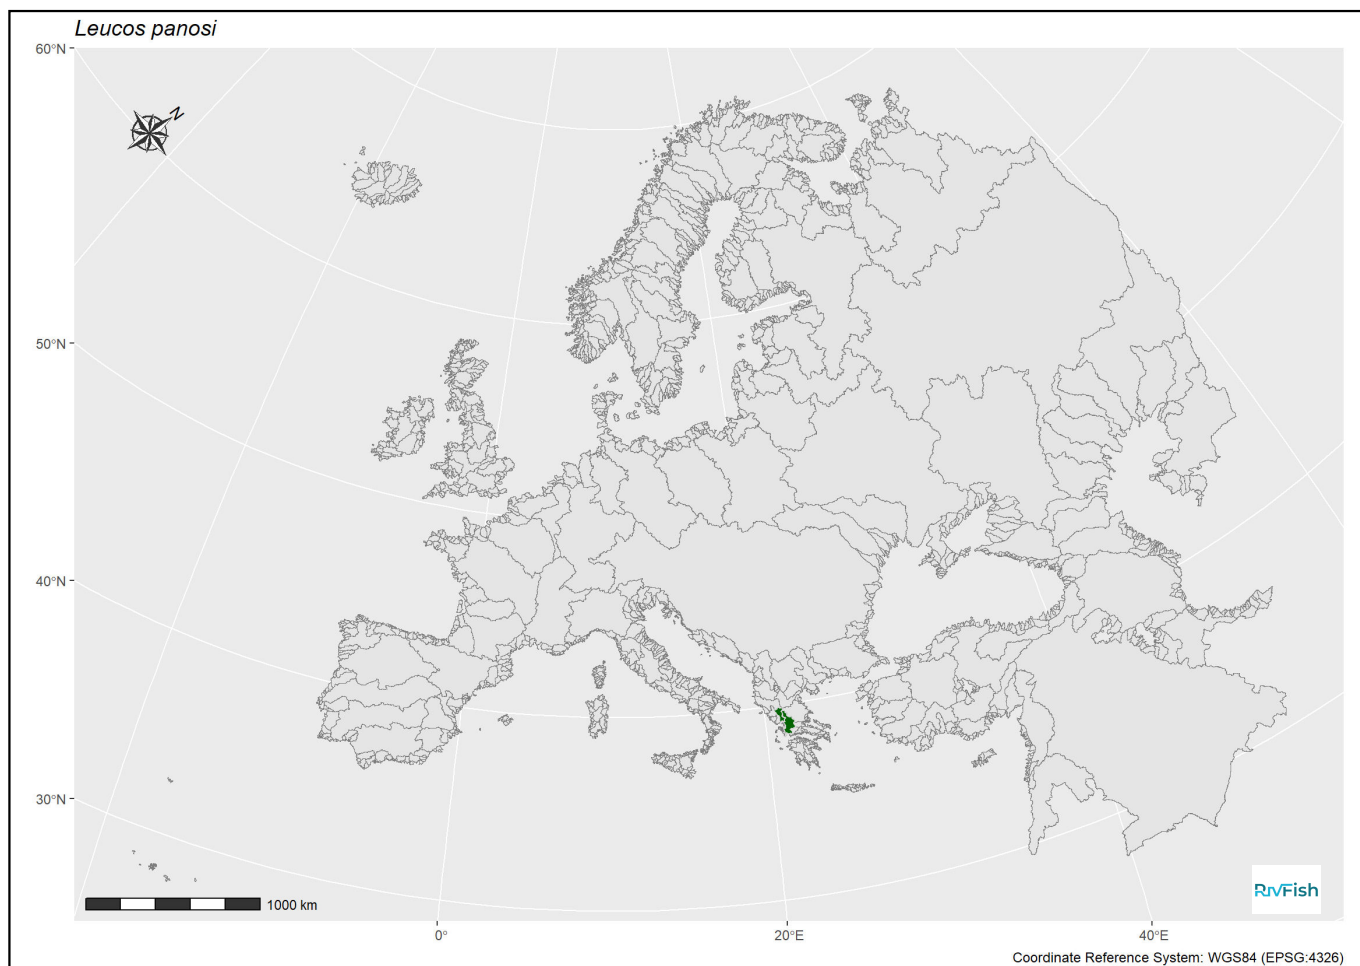 Leucos panosi
60°N
N
50°N
40°N
30°N
1000 km
RIVFish
0°
20°E
40°E
Coordinate Reference System: WGS84 (EPSG:4326)